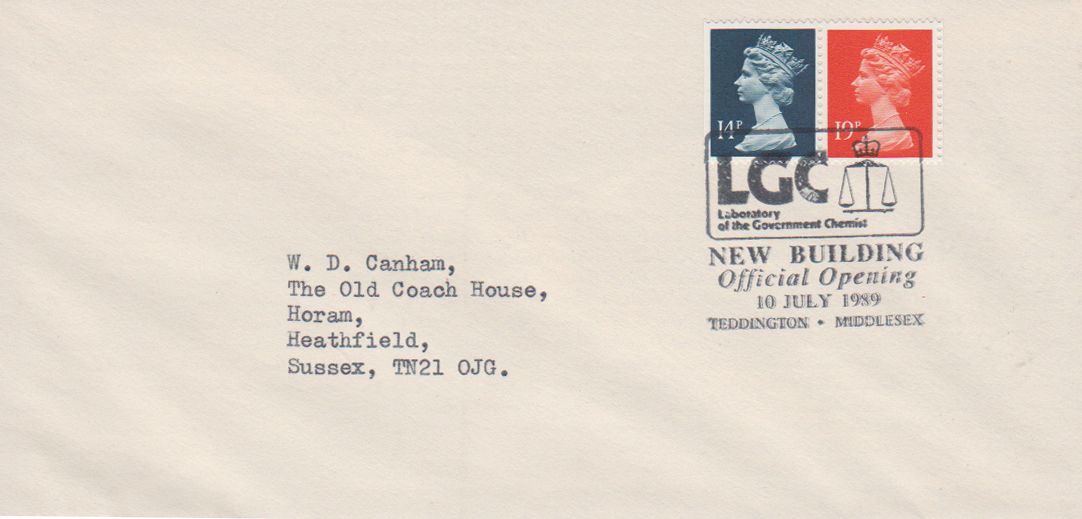 14P 19P
LGC
Laboratory
of the Government Chemist
NEW BUILDING
Official Opening
10 JULY 1989
TEDDINGTON • MIDDLESEX
W. D. Canham,
The Old Coach House,
Horam,
Heathfield,
Sussex, TN21 OJG.